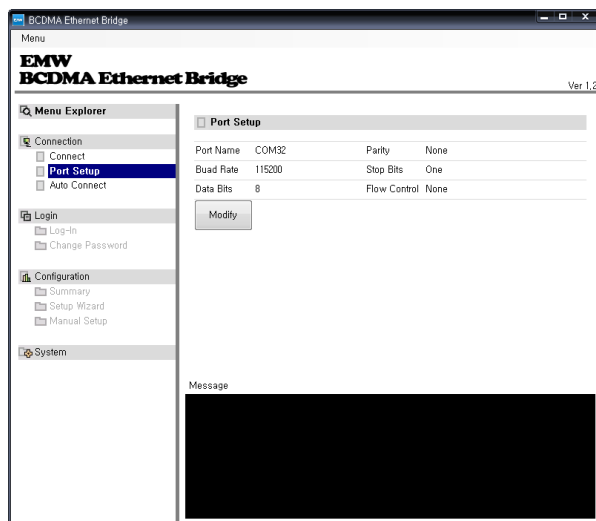 BCDMA Ethernet Bridge
Menu
EMW
BCDMA Ethernet Bridge
Ver 1,2
Menu Explorer
Connection
Connect
Port Setup
Auto Connect
Login
Log-In
Change Password
Configuration
Summary
Setup Wizard
Manual Setup
System
Port Setup
Port Name COM32 Parity None
Buad Rate 115200 Stop Bits One
Data Bits 8 Flow Control None
Modify
Message